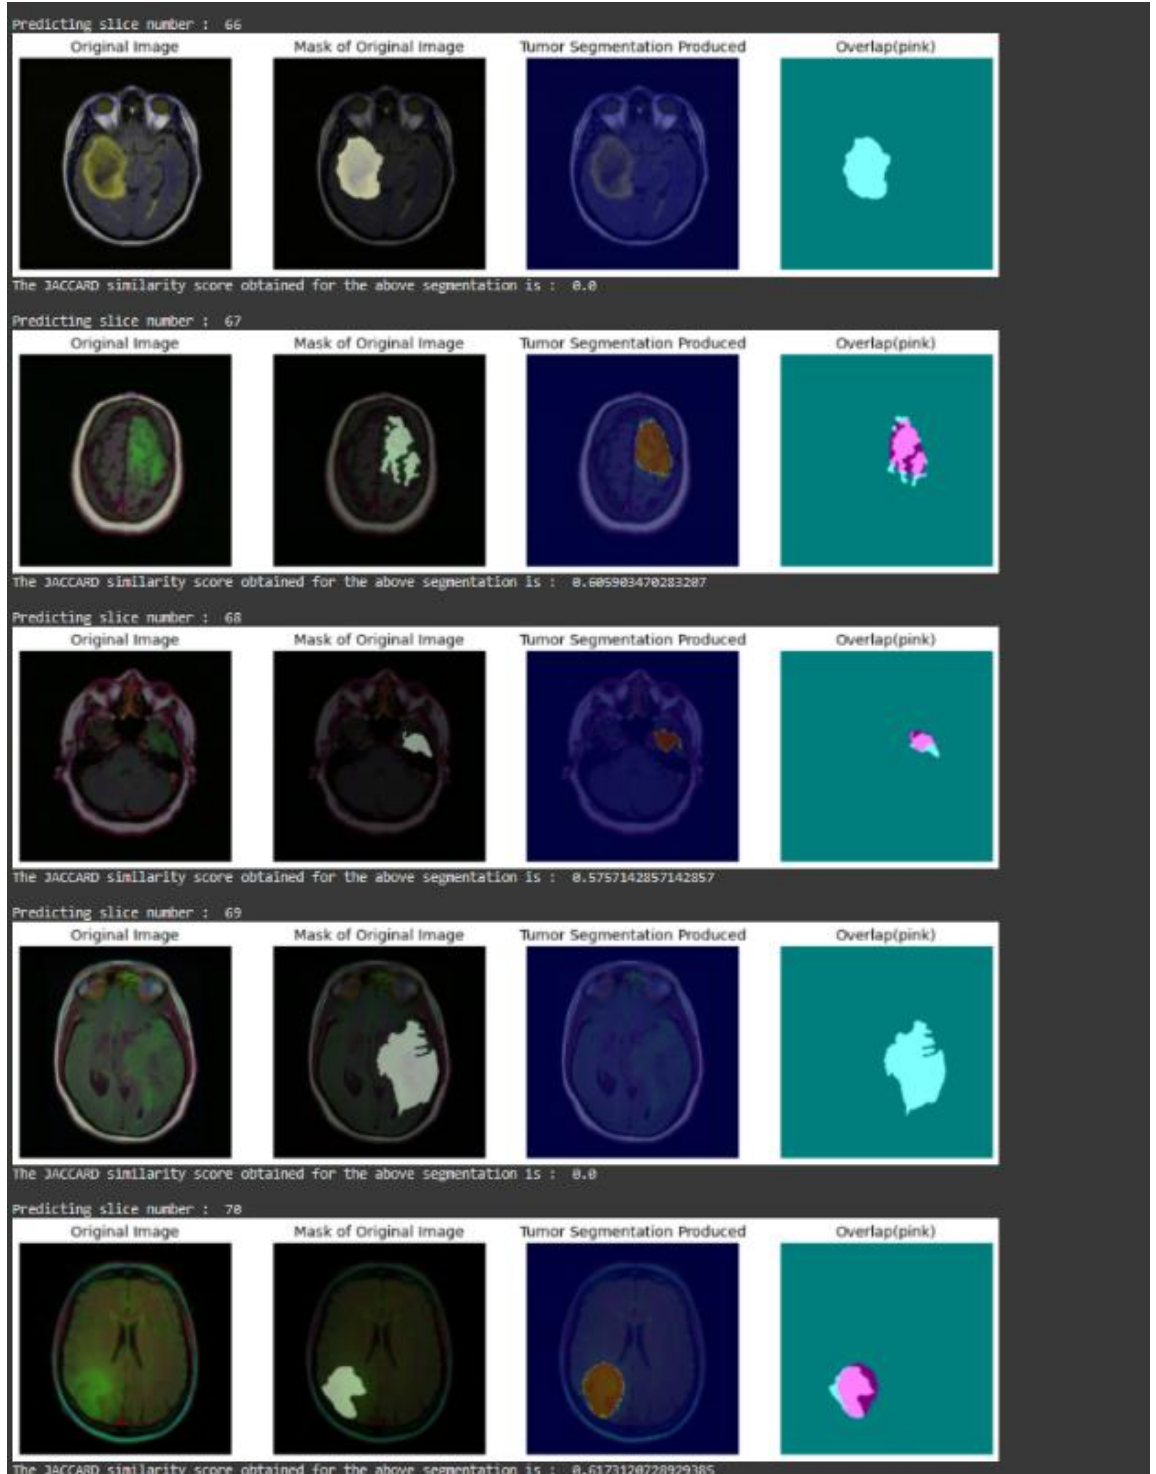 Predicting slice number :  66
Original Image Mask of Original Image Tumor Segmentation Produced Overlap(pink)
The JACCARD similarity score obtained for the above segmentation is :  0.0
Predicting slice number :  67
Original Image Mask of Original Image Tumor Segmentation Produced Overlap(pink)
The JACCARD similarity score obtained for the above segmentation is :  0.605903470283207
Predicting slice number :  68
Original Image Mask of Original Image Tumor Segmentation Produced Overlap(pink)
The JACCARD similarity score obtained for the above segmentation is :  0.5757142857142857
Predicting slice number :  69
Original Image Mask of Original Image Tumor Segmentation Produced Overlap(pink)
The JACCARD similarity score obtained for the above segmentation is :  0.0
Predicting slice number :  70
Original Image Mask of Original Image Tumor Segmentation Produced Overlap(pink)
The JACCARD similarity score obtained for the above segmentation is :  0.6173120728929385